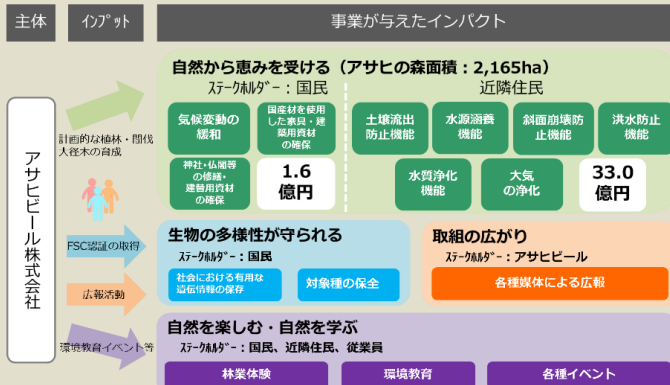 主体
ｲﾝﾌﾟｯﾄ
事業が与えたインパクト
アサヒビール株式会社
計画的な植林・間伐
大径木の育成
FSC認証の取得
広報活動
環境教育イベント等
自然から恵みを受ける（アサヒの森面積：2,165ha）
ｽﾃｰｸﾎﾙﾀﾞｰ：国民
近隣住民
気候変動の
緩和
国産材を使用
した家具・建
築用資材
の確保
神社・仏閣等
の修繕・
建替用資材
の確保
1.6
億円
土壌流出
防止機能
水源涵養
機能
斜面崩壊防
止機能
洪水防止
機能
水質浄化
機能
大気
の浄化
33.0
億円
生物の多様性が守られる
ｽﾃｰｸﾎﾙﾀﾞｰ：国民
社会における有用な
遺伝情報の保存
対象種の保全
取組の広がり
ｽﾃｰｸﾎﾙﾀﾞｰ：アサヒビール
各種媒体による広報
自然を楽しむ・自然を学ぶ
ｽﾃｰｸﾎﾙﾀﾞｰ：国民、近隣住民、従業員
林業体験
環境教育
各種イベント